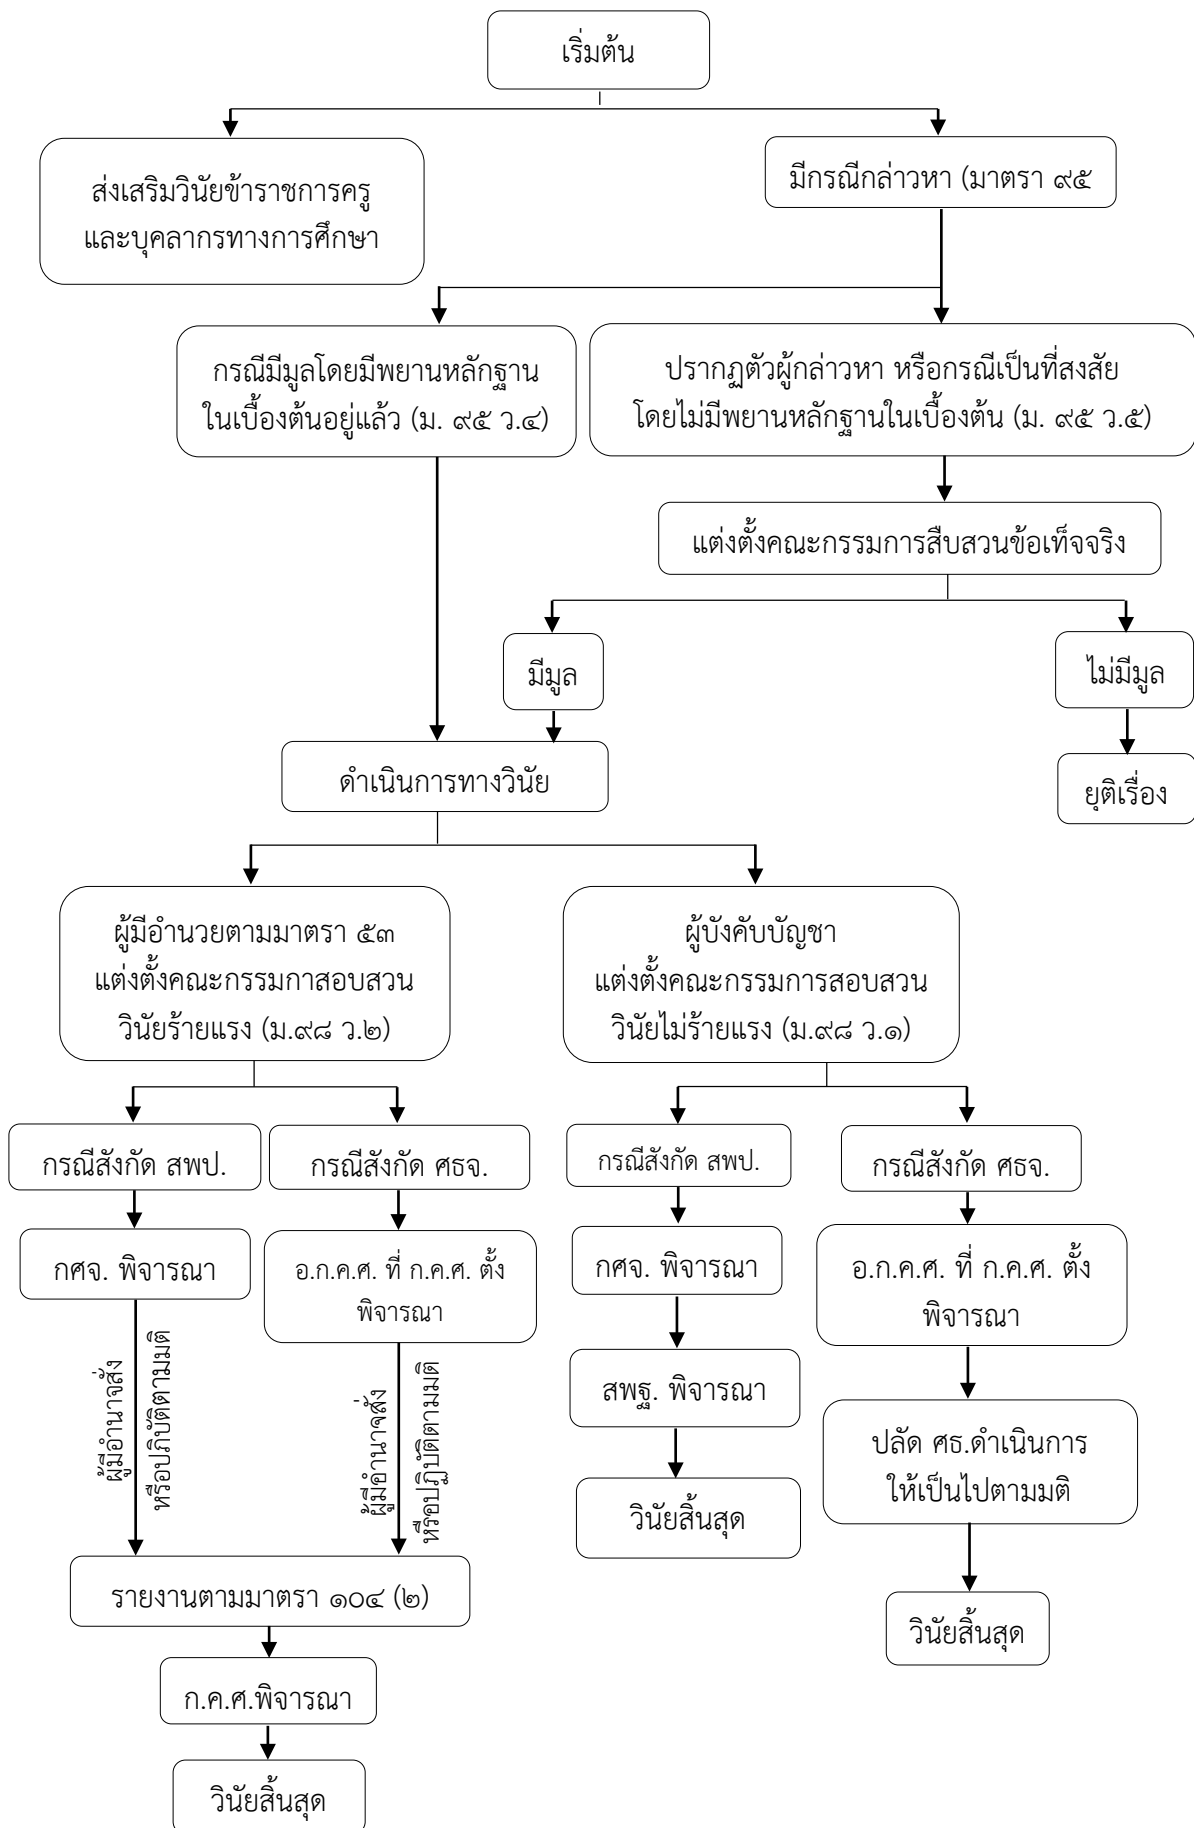 เริ่มต้น
ส่งเสริมวินัยข้าราชการครู
และบุคลากรทางการศึกษา
มีกรณีกล่าวหา (มาตรา ๙๕
กรณีมีมูลโดยมีพยานหลักฐาน
ในเบื้องต้นอยู่แล้ว (ม. ๙๕ ว.๔)
ปรากฏตัวผู้กล่าวหา หรือกรณีเป็นที่สงสัย
โดยไม่มีพยานหลักฐานในเบื้องต้น (ม. ๙๕ ว.๕)
แต่งตั้งคณะกรรมการสืบสวนข้อเท็จจริง
มีมูล
ไม่มีมูล
ดำเนินการทางวินัย
ยุติเรื่อง
ผู้มีอำนวยตามมาตรา ๕๓
แต่งตั้งคณะกรรมกาสอบสวน
วินัยร้ายแรง (ม.๙๘ ว.๒)
ผู้บังคับบัญชา
แต่งตั้งคณะกรรมการสอบสวน
วินัยไม่ร้ายแรง (ม.๙๘ ว.๑)
กรณีสังกัด สพป.
กรณีสังกัด ศธจ.
กรณีสังกัด สพป.
กรณีสังกัด ศธจ.
กศจ. พิจารณา
อ.ก.ค.ศ. ที่ ก.ค.ศ. ตั้ง
พิจารณา
กศจ. พิจารณา
อ.ก.ค.ศ. ที่ ก.ค.ศ. ตั้ง
พิจารณา
ผู้มีอำนาจสั่ง
หรือปฏิบัติตามมติ
ผู้มีอำนาจสั่ง
หรือปฏิบัติตามมติ
สพฐ. พิจารณา
ปลัด ศธ.ดำเนินการ
ให้เป็นไปตามมติ
วินัยสิ้นสุด
รายงานตามมาตรา ๑๐๔ (๒)
วินัยสิ้นสุด
ก.ค.ศ.พิจารณา
วินัยสิ้นสุด